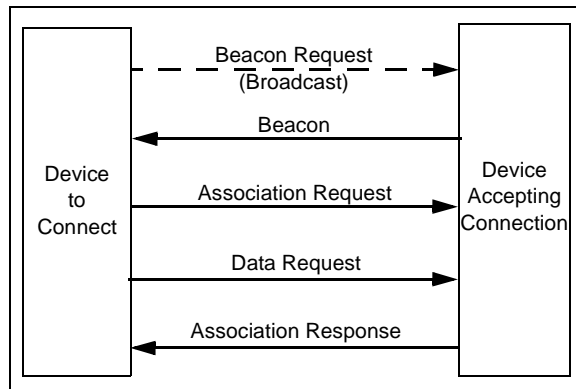 Beacon Request
(Broadcast)
Beacon
Device
to
Connect
Association Request
Device
Accepting
Connection
Data Request
Association Response